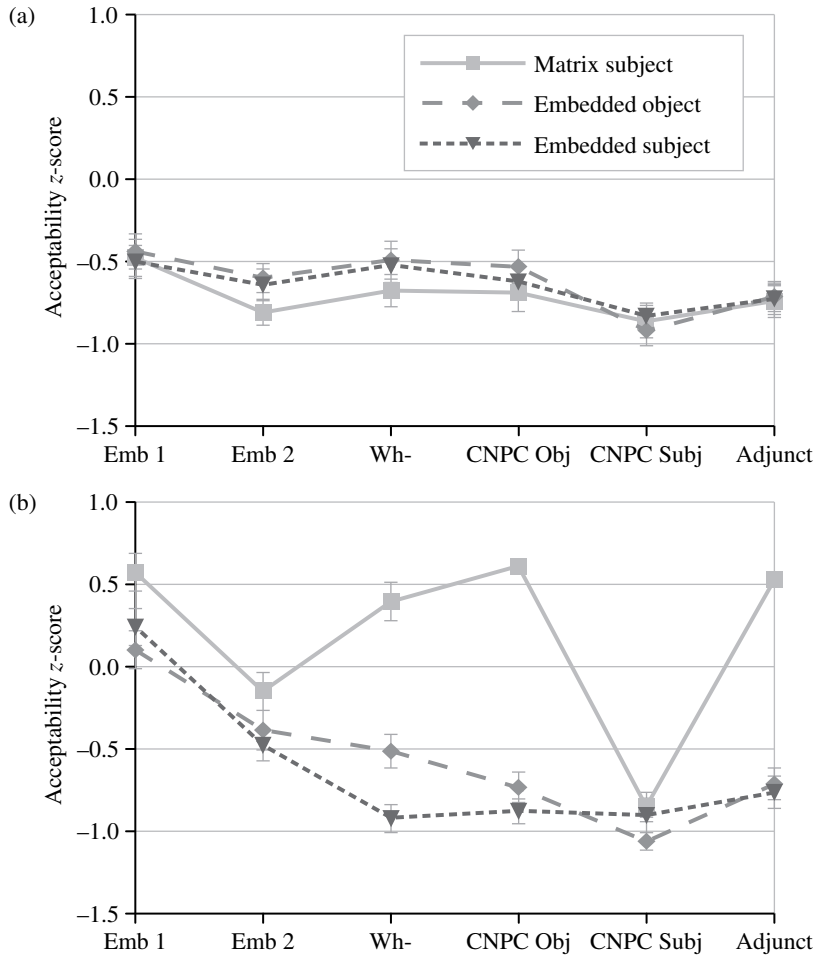 (a)
1.0
0.5
0.0
–0.5
–1.0
–1.5
Acceptability z-score
Matrix subject
Embedded object
Embedded subject
Emb 1 Emb 2 Wh- CNPC Obj CNPC Subj Adjunct
(b)
1.0
0.5
0.0
–0.5
–1.0
–1.5
Acceptability z-score
Emb 1 Emb 2 Wh- CNPC Obj CNPC Subj Adjunct